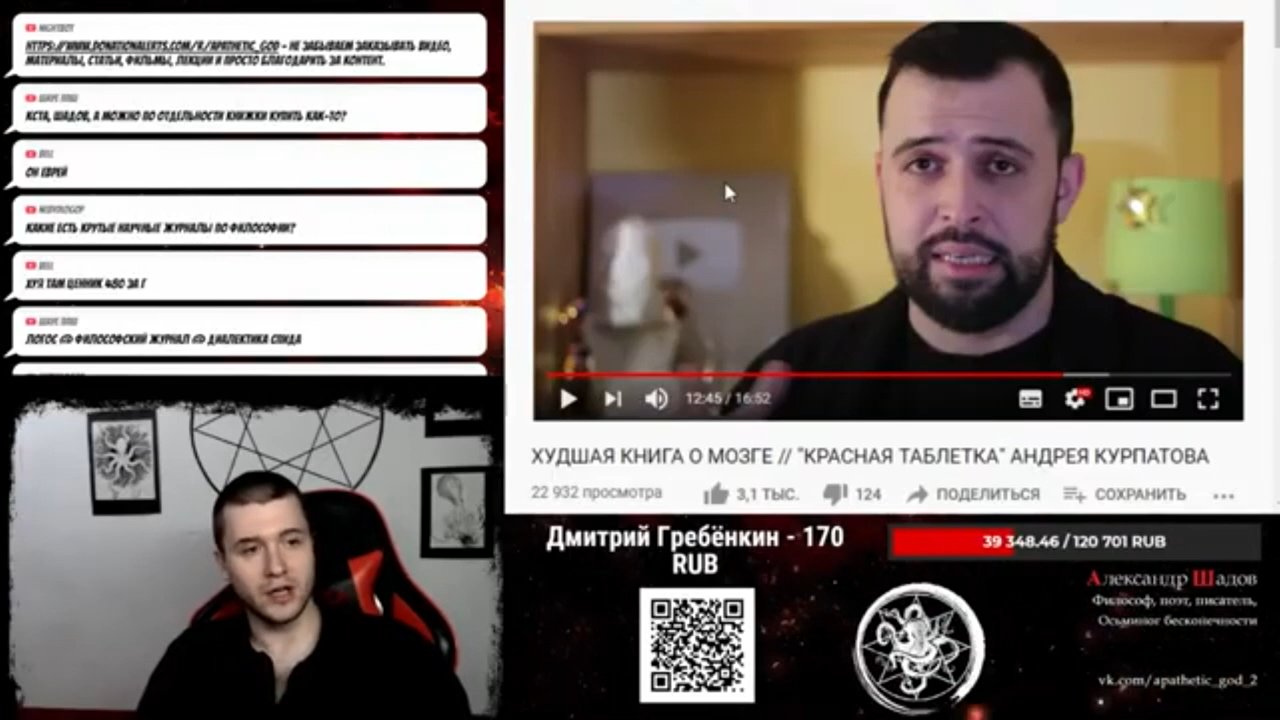 NIGHTBOT
HTTPS://WWW.DONATIONALERTS.COM/R/APATHETIC_GOD - НЕ ЗАБЫВАЕМ ЗАКАЗЫВАТЬ ВИДЕО,
МАТЕРИАЛЫ, СТАТЬИ, ФИЛЬМЫ, ЛЕКЦИИ И ПРОСТО БЛАГОДАРИТЬ ЗА КОНТЕНТ.
КСТА, ШАДОВ, А МОЖНО ПО ОТДЕЛЬНОСТИ КНИЖКИ КУПИТЬ КАК-ТО?
BELL
ОН ЕВРЕЙ
КАКИЕ ЕСТЬ КРУТЫЕ НАУЧНЫЕ ЖУРНАЛЫ ПО ФИЛОСОФИИ?
BELL
ХУЯ ТАМ ЦЕННИК 480 ЗА Г
ЛОГОС ФИЛОСОФСКИЙ ЖУРНАЛ ДИАЛЕКТИКА СПИДА
12:45 / 16:52
HD
ХУДШАЯ КНИГА О МОЗГЕ // "КРАСНАЯ ТАБЛЕТКА" АНДРЕЯ КУРПАТОВА
22 932 просмотра 3,1 ТЫС. 124 ПОДЕЛИТЬСЯ СОХРАНИТЬ
Дмитрий Гребёнкин - 170
RUB
39 348.46 / 120 701 RUB
Александр Шадов
Философ, поэт, писатель,
Осьминог бесконечности
vk.com/apathetic_god_2